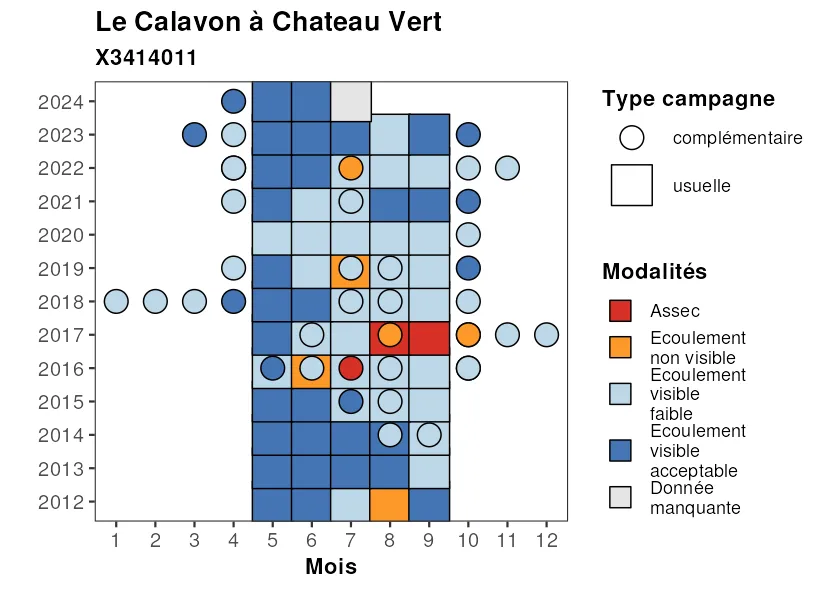 Le Calavon à Chateau Vert
X3414011
2024
2023
2022
2021
2020
2019
2018
2017
2016
2015
2014
2013
2012
1 2 3 4 5 6 7 8 9 10 11 12
Mois
Type campagne
complémentaire
usuelle
Modalités
Assec
Ecoulement
non visible
Ecoulement
visible
faible
Ecoulement
visible
acceptable
Donnée
manquante